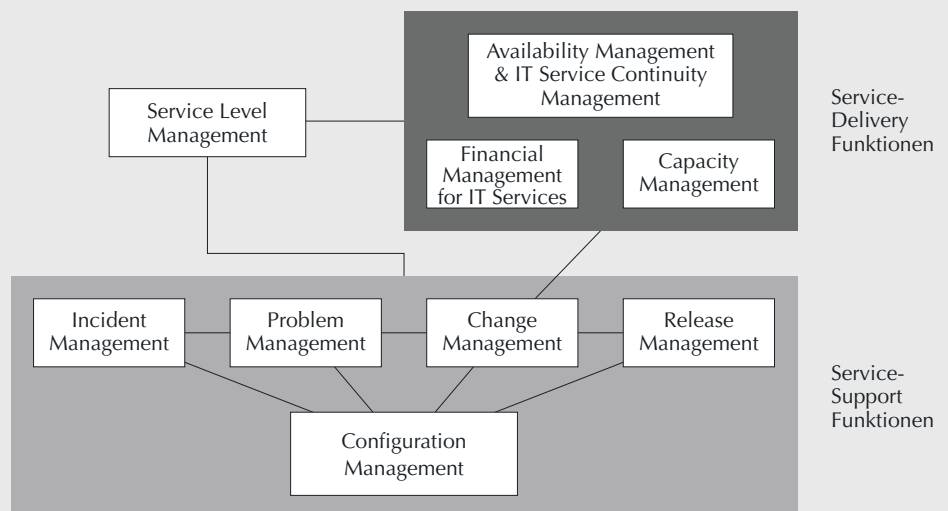 Availability Management
& IT Service Continuity
Management
Service Level
Management
Financial
Management
for IT Services
Capacity
Management
Service-
Delivery
Funktionen
Incident
Management
Problem
Management
Change
Management
Release
Management
Configuration
Management
Service-
Support
Funktionen